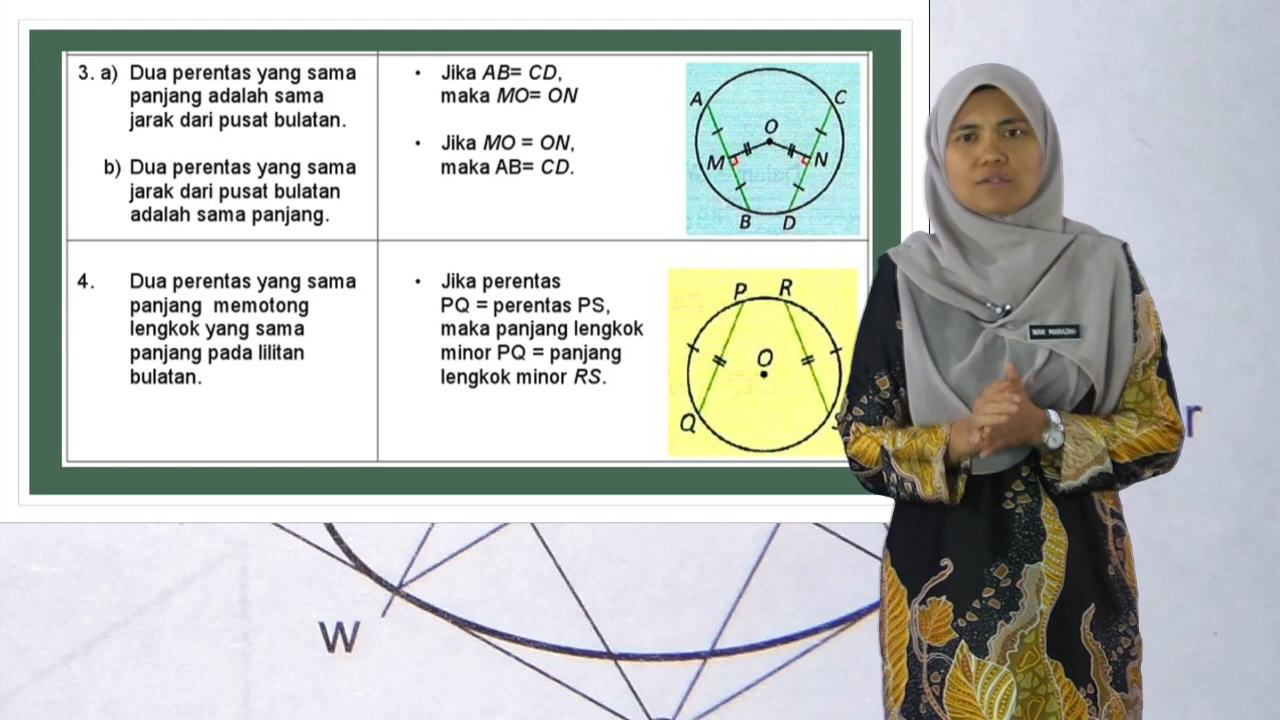 3. a) Dua perentas yang sama
panjang adalah sama
jarak dari pusat bulatan.
b) Dua perentas yang sama
jarak dari pusat bulatan
adalah sama panjang.
• Jika AB= CD,
maka MO= ON
• Jika MO = ON,
maka AB= CD.
A
C
O
M
N
B
D
4. Dua perentas yang sama
panjang memotong
lengkok yang sama
panjang pada lilitan
bulatan.
• Jika perentas
PQ = perentas PS,
maka panjang lengkok
minor PQ = panjang
lengkok minor RS.
P
R
O
Q
S
W
r